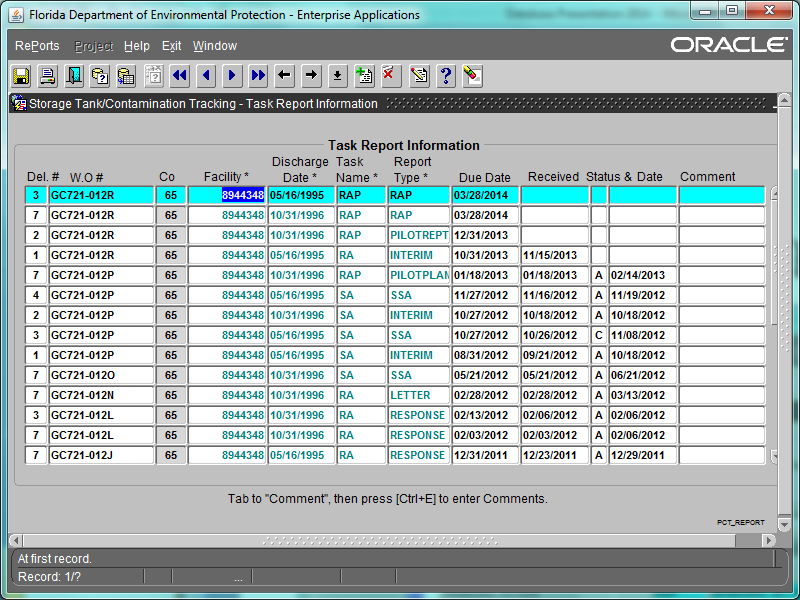 Florida Department of Environmental Protection - Enterprise Applications
RePorts Project Help Exit Window
ORACLE
Storage Tank/Contamination Tracking - Task Report Information
Task Report Information
Discharge Task Report
Del. # W.O # Co Facility * Date * Name * Type * Due Date Received Status & Date Comment
3 GC721-012R 65 8944348 05/16/1995 RAP RAP 03/28/2014
7 GC721-012R 65 8944348 10/31/1996 RAP RAP 03/28/2014
2 GC721-012R 65 8944348 10/31/1996 RAP PILOTREPT 12/31/2013
1 GC721-012R 65 8944348 05/16/1995 RA INTERIM 10/31/2013 11/15/2013
7 GC721-012P 65 8944348 10/31/1996 RAP PILOTPLAN 01/18/2013 01/18/2013 A 02/14/2013
4 GC721-012P 65 8944348 05/16/1995 SA SSA 11/27/2012 11/16/2012 A 11/19/2012
2 GC721-012P 65 8944348 10/31/1996 SA INTERIM 10/27/2012 10/18/2012 A 10/18/2012
3 GC721-012P 65 8944348 05/16/1995 SA SSA 10/27/2012 10/26/2012 C 11/08/2012
1 GC721-012P 65 8944348 05/16/1995 SA INTERIM 08/31/2012 09/21/2012 A 10/18/2012
7 GC721-012O 65 8944348 10/31/1996 SA SSA 05/21/2012 05/21/2012 A 06/21/2012
7 GC721-012N 65 8944348 10/31/1996 RA LETTER 02/28/2012 02/28/2012 A 03/13/2012
3 GC721-012L 65 8944348 10/31/1996 RA RESPONSE 02/13/2012 02/06/2012 A 02/06/2012
7 GC721-012L 65 8944348 10/31/1996 RA RESPONSE 02/03/2012 02/03/2012 A 02/06/2012
7 GC721-012J 65 8944348 05/16/1995 RA RESPONSE 12/31/2011 12/23/2011 A 12/29/2011
Tab to "Comment", then press [Ctrl+E] to enter Comments.
PCT_REPORT
At first record.
Record: 1/? ...